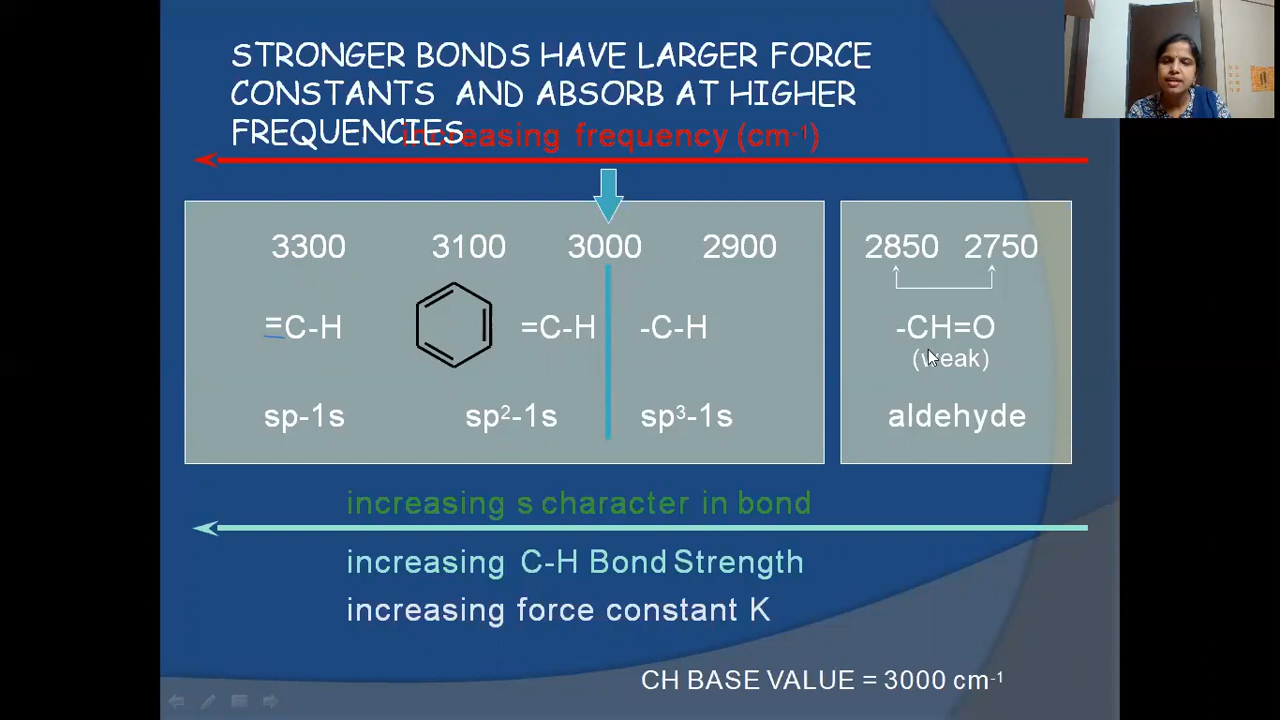 STRONGER BONDS HAVE LARGER FORCE
CONSTANTS AND ABSORB AT HIGHER
FREQUENCIES
increasing frequency (cm-1)
3300 3100 3000 2900 2850 2750
=C-H =C-H -C-H -CH=O
(weak)
sp-1s sp2-1s sp3-1s aldehyde
increasing s character in bond
increasing C-H Bond Strength
increasing force constant K
CH BASE VALUE = 3000 cm-1